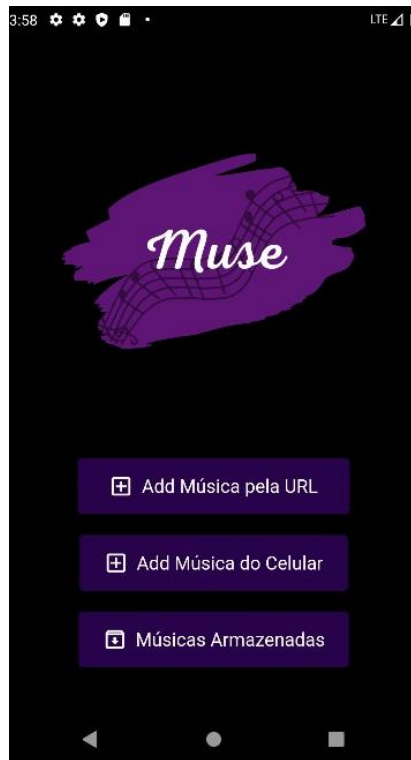 3:58
LTE
Muse
Add Música pela URL
Add Música do Celular
Músicas Armazenadas